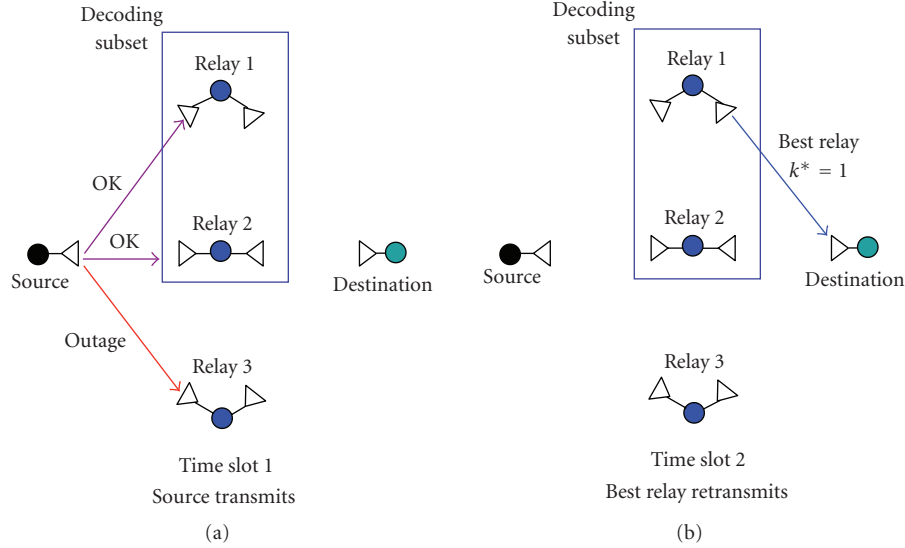 Decoding
subset
Relay 1
OK
OK
Relay 2
Source
Destination
Outage
Relay 3
Time slot 1
Source transmits
(a)
Decoding
subset
Relay 1
Best relay
k* = 1
Relay 2
Source
Destination
Relay 3
Time slot 2
Best relay retransmits
(b)